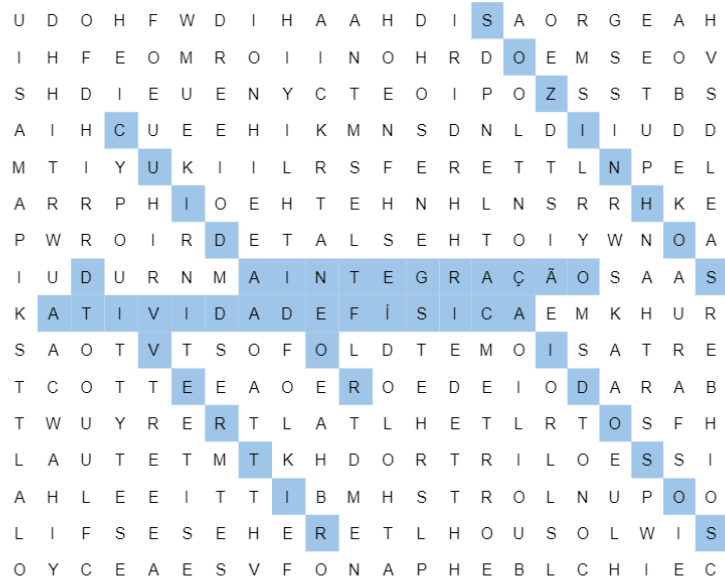 U D O H F W D I H A A H D I S A O R G E A H
I H F E O M R O I I N O H R D O E M S E O V
S H D I E U E N Y C T E O I P O Z S S T B S
A I H C U E E H I K M N S D N L D I I U D D
M T I Y U K I I L R S F E R E T T L N P E L
A R R P H I O E H T E H N H L N S R R H K E
P W R O I R D E T A L S E H T O I Y W N O A
I U D U R N M A I N T E G R A Ç Ã O S A A S
K A T I V I D A D E F Í S I C A E M K H U R
S A O T V T S O F O L D T E M O I S A T R E
T C O T T E E A O E R O E D E I O D A R A B
T W U Y R E R T L A T L H E T L R T O S F H
L A U T E T M T K H D O R T R I L O E S S I
A H L E E I T T I B M H S T R O L N U P O O
L I F S E S E H E R E T L H O U S O L W I S
O Y C E A E S V F O N A P H E B L C H I E C